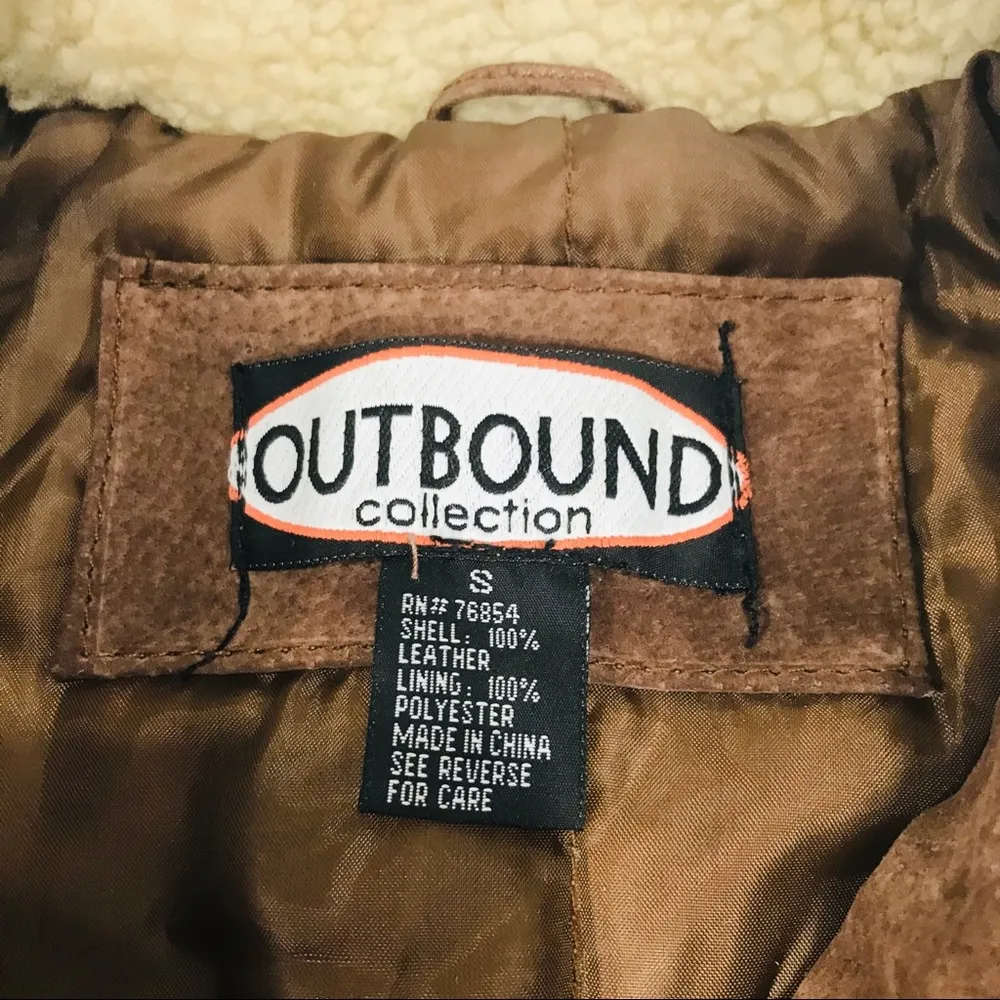 OUTBOUND
collection
S
RN# 76854
SHELL: 100%
LEATHER
LINING: 100%
POLYESTER
MADE IN CHINA
SEE REVERSE
FOR CARE